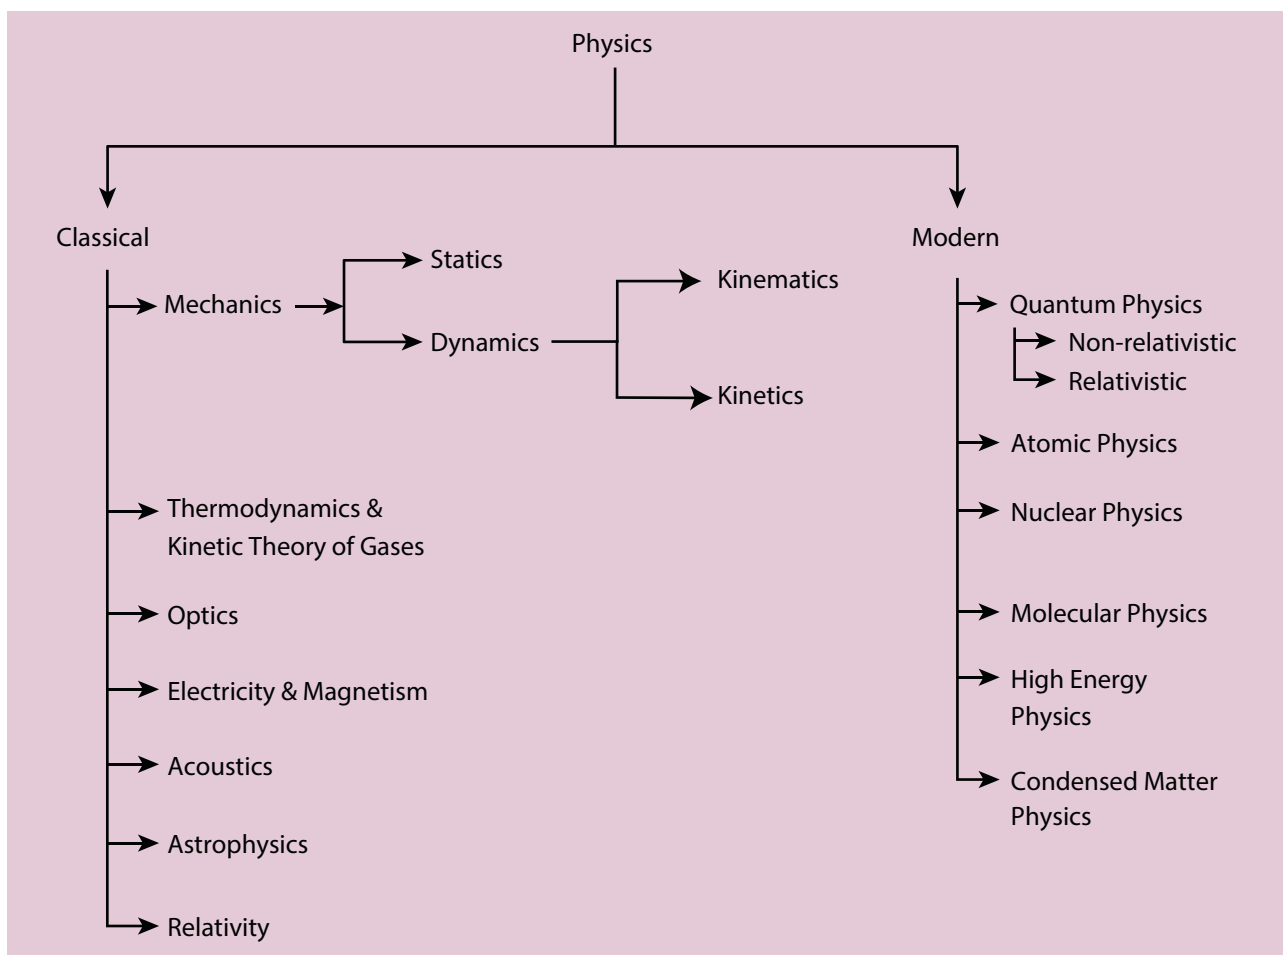 Physics
Classical
Mechanics
Statics
Dynamics
Kinematics
Kinetics
Thermodynamics &
Kinetic Theory of Gases
Optics
Electricity & Magnetism
Acoustics
Astrophysics
Relativity
Modern
Quantum Physics
Non-relativistic
Relativistic
Atomic Physics
Nuclear Physics
Molecular Physics
High Energy
Physics
Condensed Matter
Physics